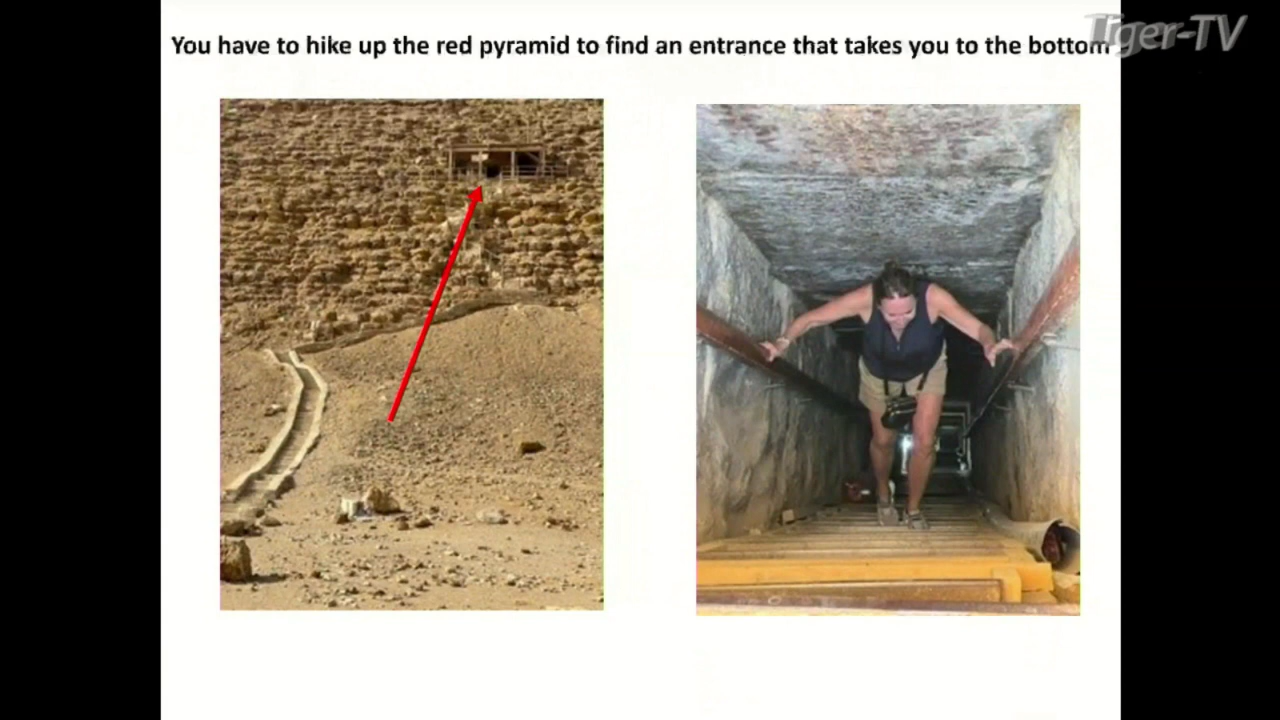 You have to hike up the red pyramid to find an entrance that takes you to the bottom
Tiger-TV